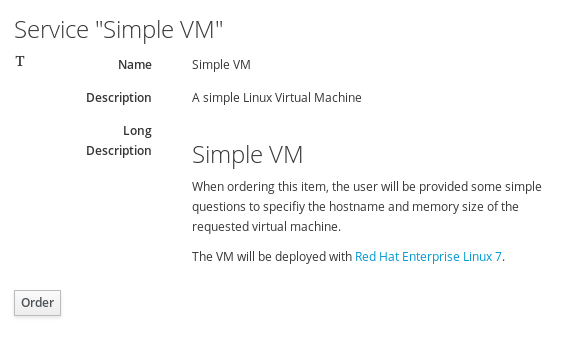 Service "Simple VM"
T
Name Simple VM
Description A simple Linux Virtual Machine
Long
Description
Simple VM
When ordering this item, the user will be provided some simple
questions to specifiy the hostname and memory size of the
requested virtual machine.
The VM will be deployed with Red Hat Enterprise Linux 7.
Order